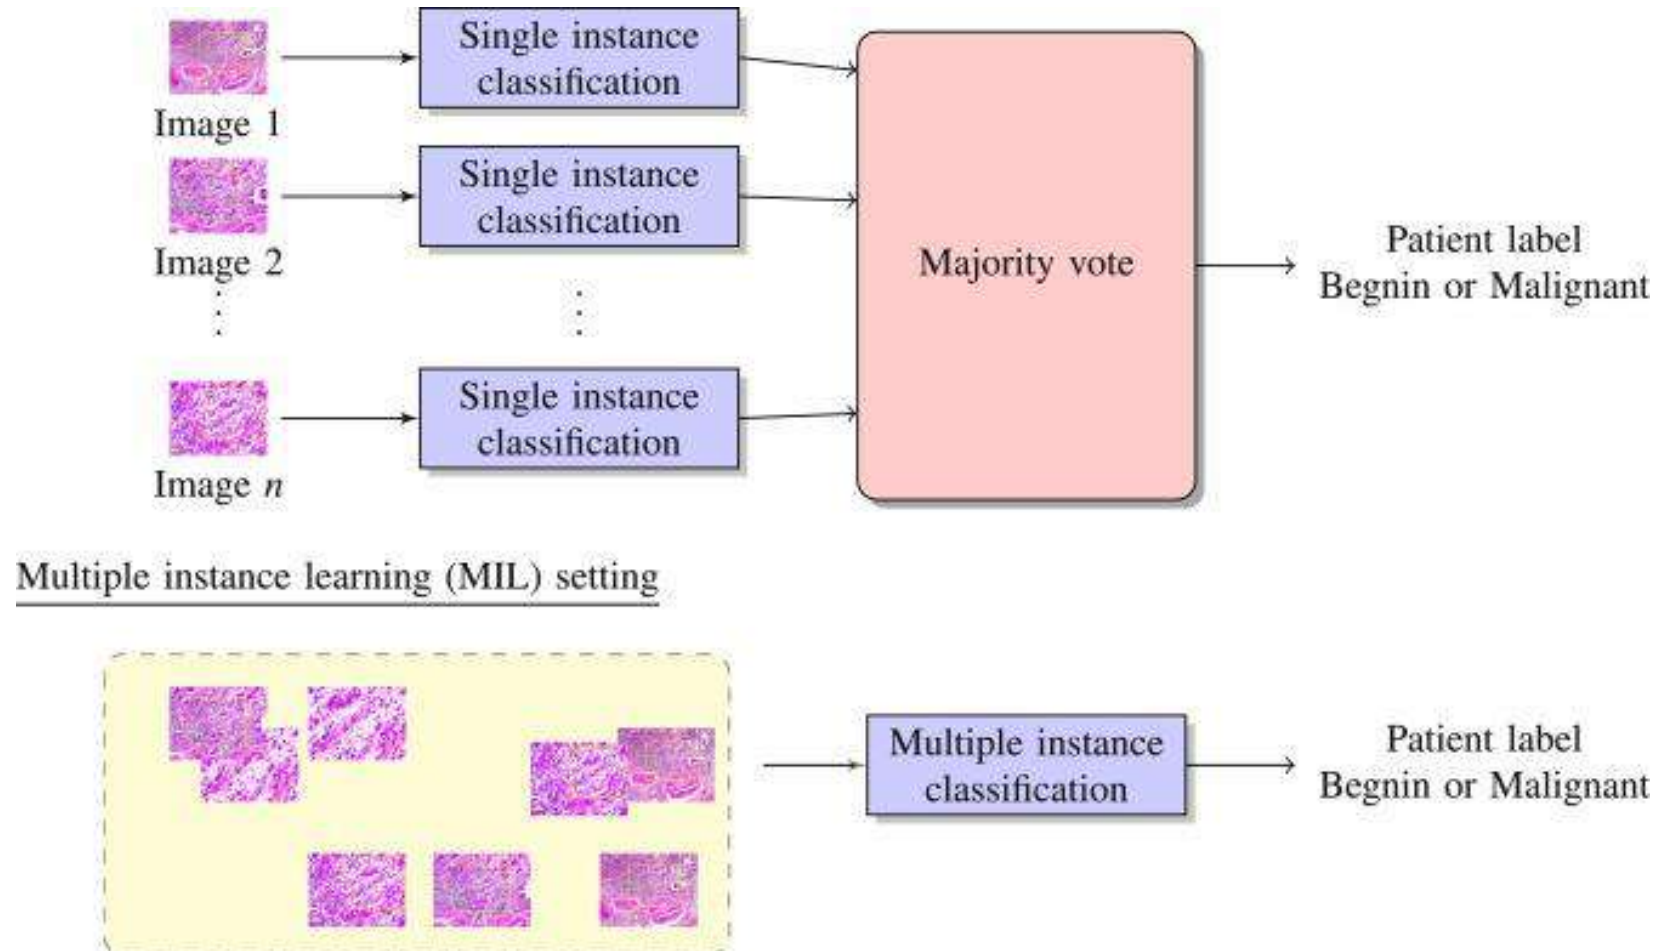 Single instance
classification
Image 1
Single instance
classification
Image 2
Majority vote
Patient label
Begnin or Malignant
Single instance
classification
Image n
Multiple instance learning (MIL) setting
Multiple instance
classification
Patient label
Begnin or Malignant